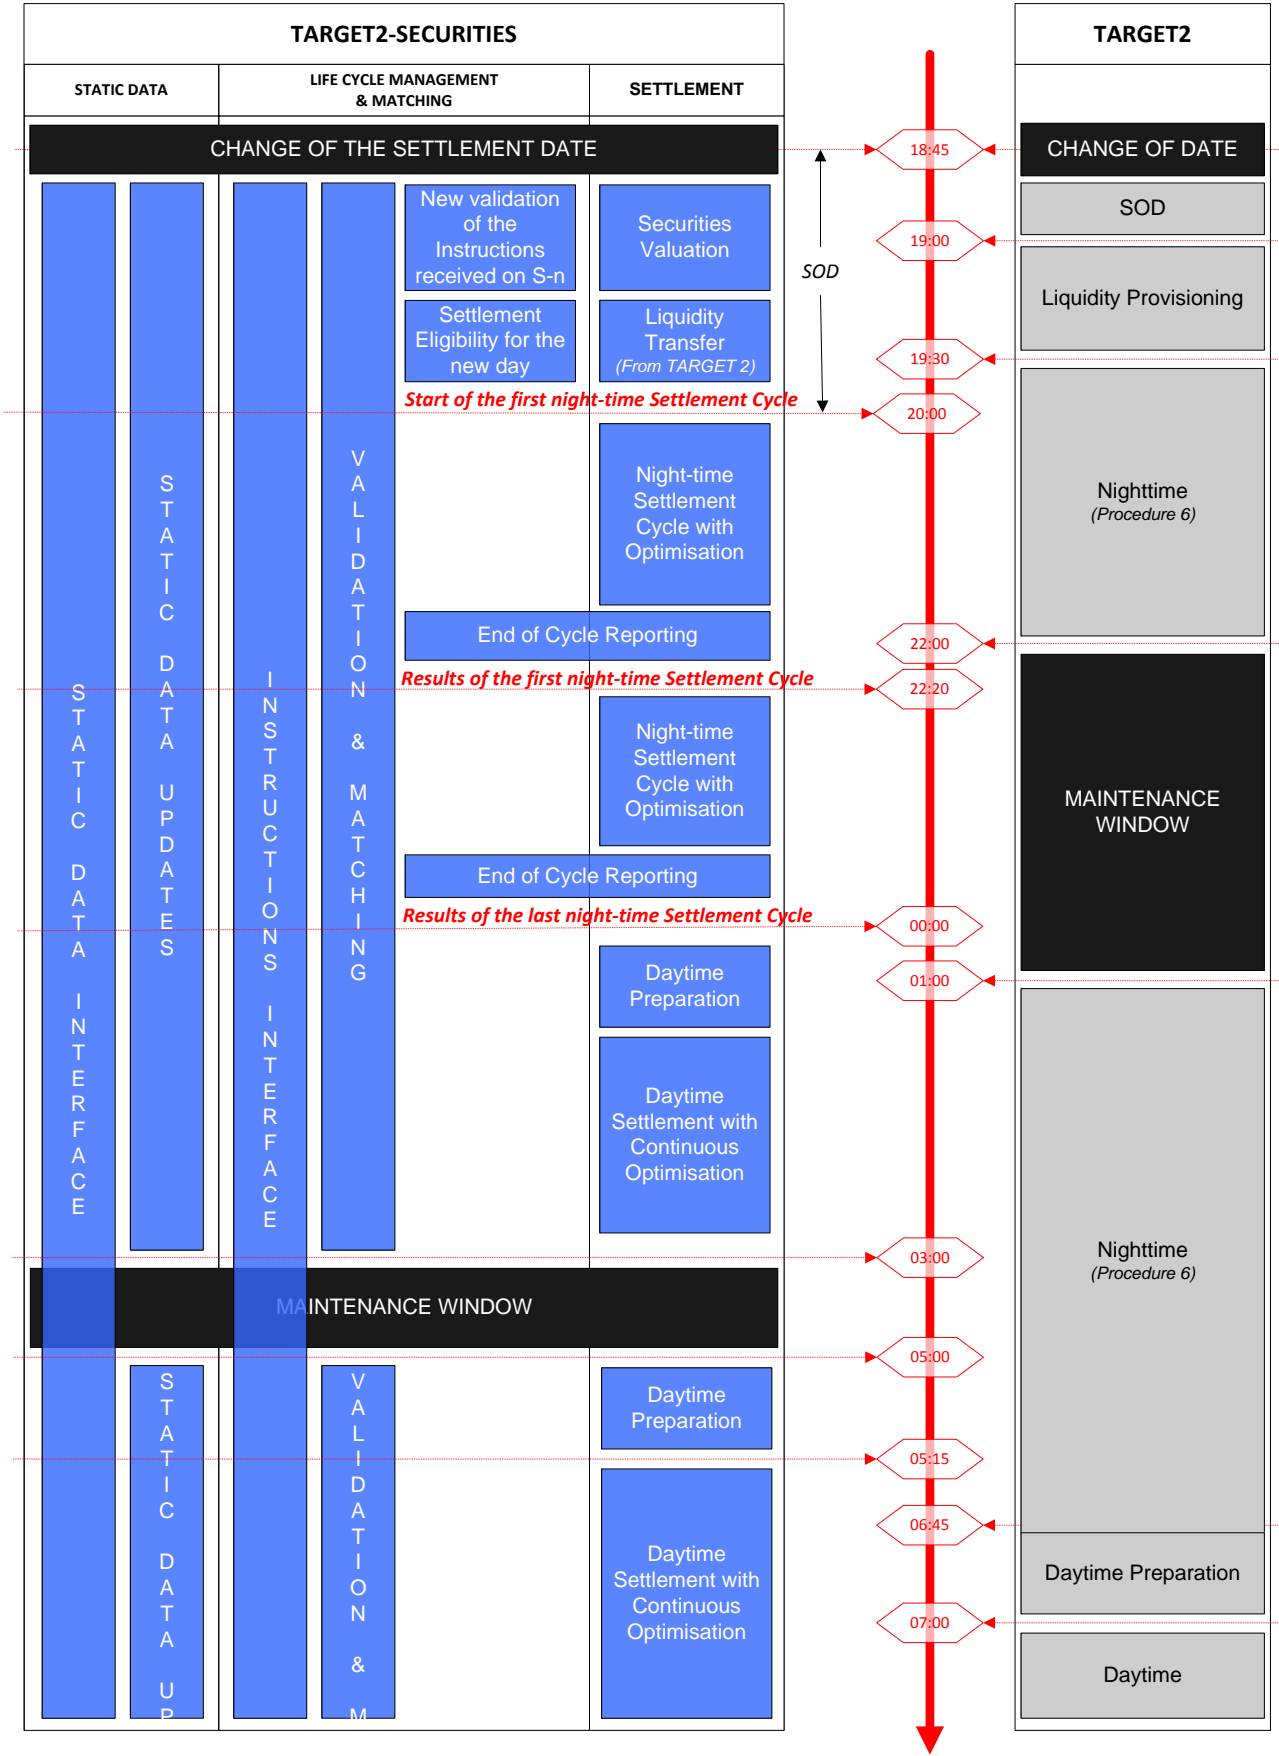 TARGET2-SECURITIES
TARGET2
STATIC DATA
LIFE CYCLE MANAGEMENT
& MATCHING
SETTLEMENT
CHANGE OF THE SETTLEMENT DATE
18:45
CHANGE OF DATE
New validation
of the
Instructions
received on S-n
Securities
Valuation
SOD
19:00
SOD
Liquidity Provisioning
Settlement
Eligibility for the
new day
Liquidity
Transfer
(From TARGET 2)
19:30
Start of the first night-time Settlement Cycle
20:00
Night-time
Settlement
Cycle with
Optimisation
Nighttime
(Procedure 6)
End of Cycle Reporting
22:00
Results of the first night-time Settlement Cycle
22:20
Night-time
Settlement
Cycle with
Optimisation
MAINTENANCE
WINDOW
End of Cycle Reporting
Results of the last night-time Settlement Cycle
00:00
Daytime
Preparation
01:00
Daytime
Settlement with
Continuous
Optimisation
STATIC DATA INTERFACE
STATIC DATA UPDATES
INSTRUCTIONS INTERFACE
VALIDATION & MATCHING
Nighttime
(Procedure 6)
03:00
MAINTENANCE WINDOW
05:00
Daytime
Preparation
05:15
STATIC DATA UP
VALIDATION & M
Daytime
Settlement with
Continuous
Optimisation
06:45
Daytime Preparation
07:00
Daytime